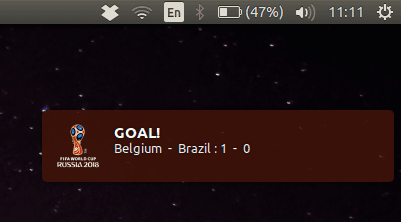 En (47%) 11:11
GOAL!
Belgium - Brazil : 1 - 0
FIFA WORLD CUP
RUSSIA 2018